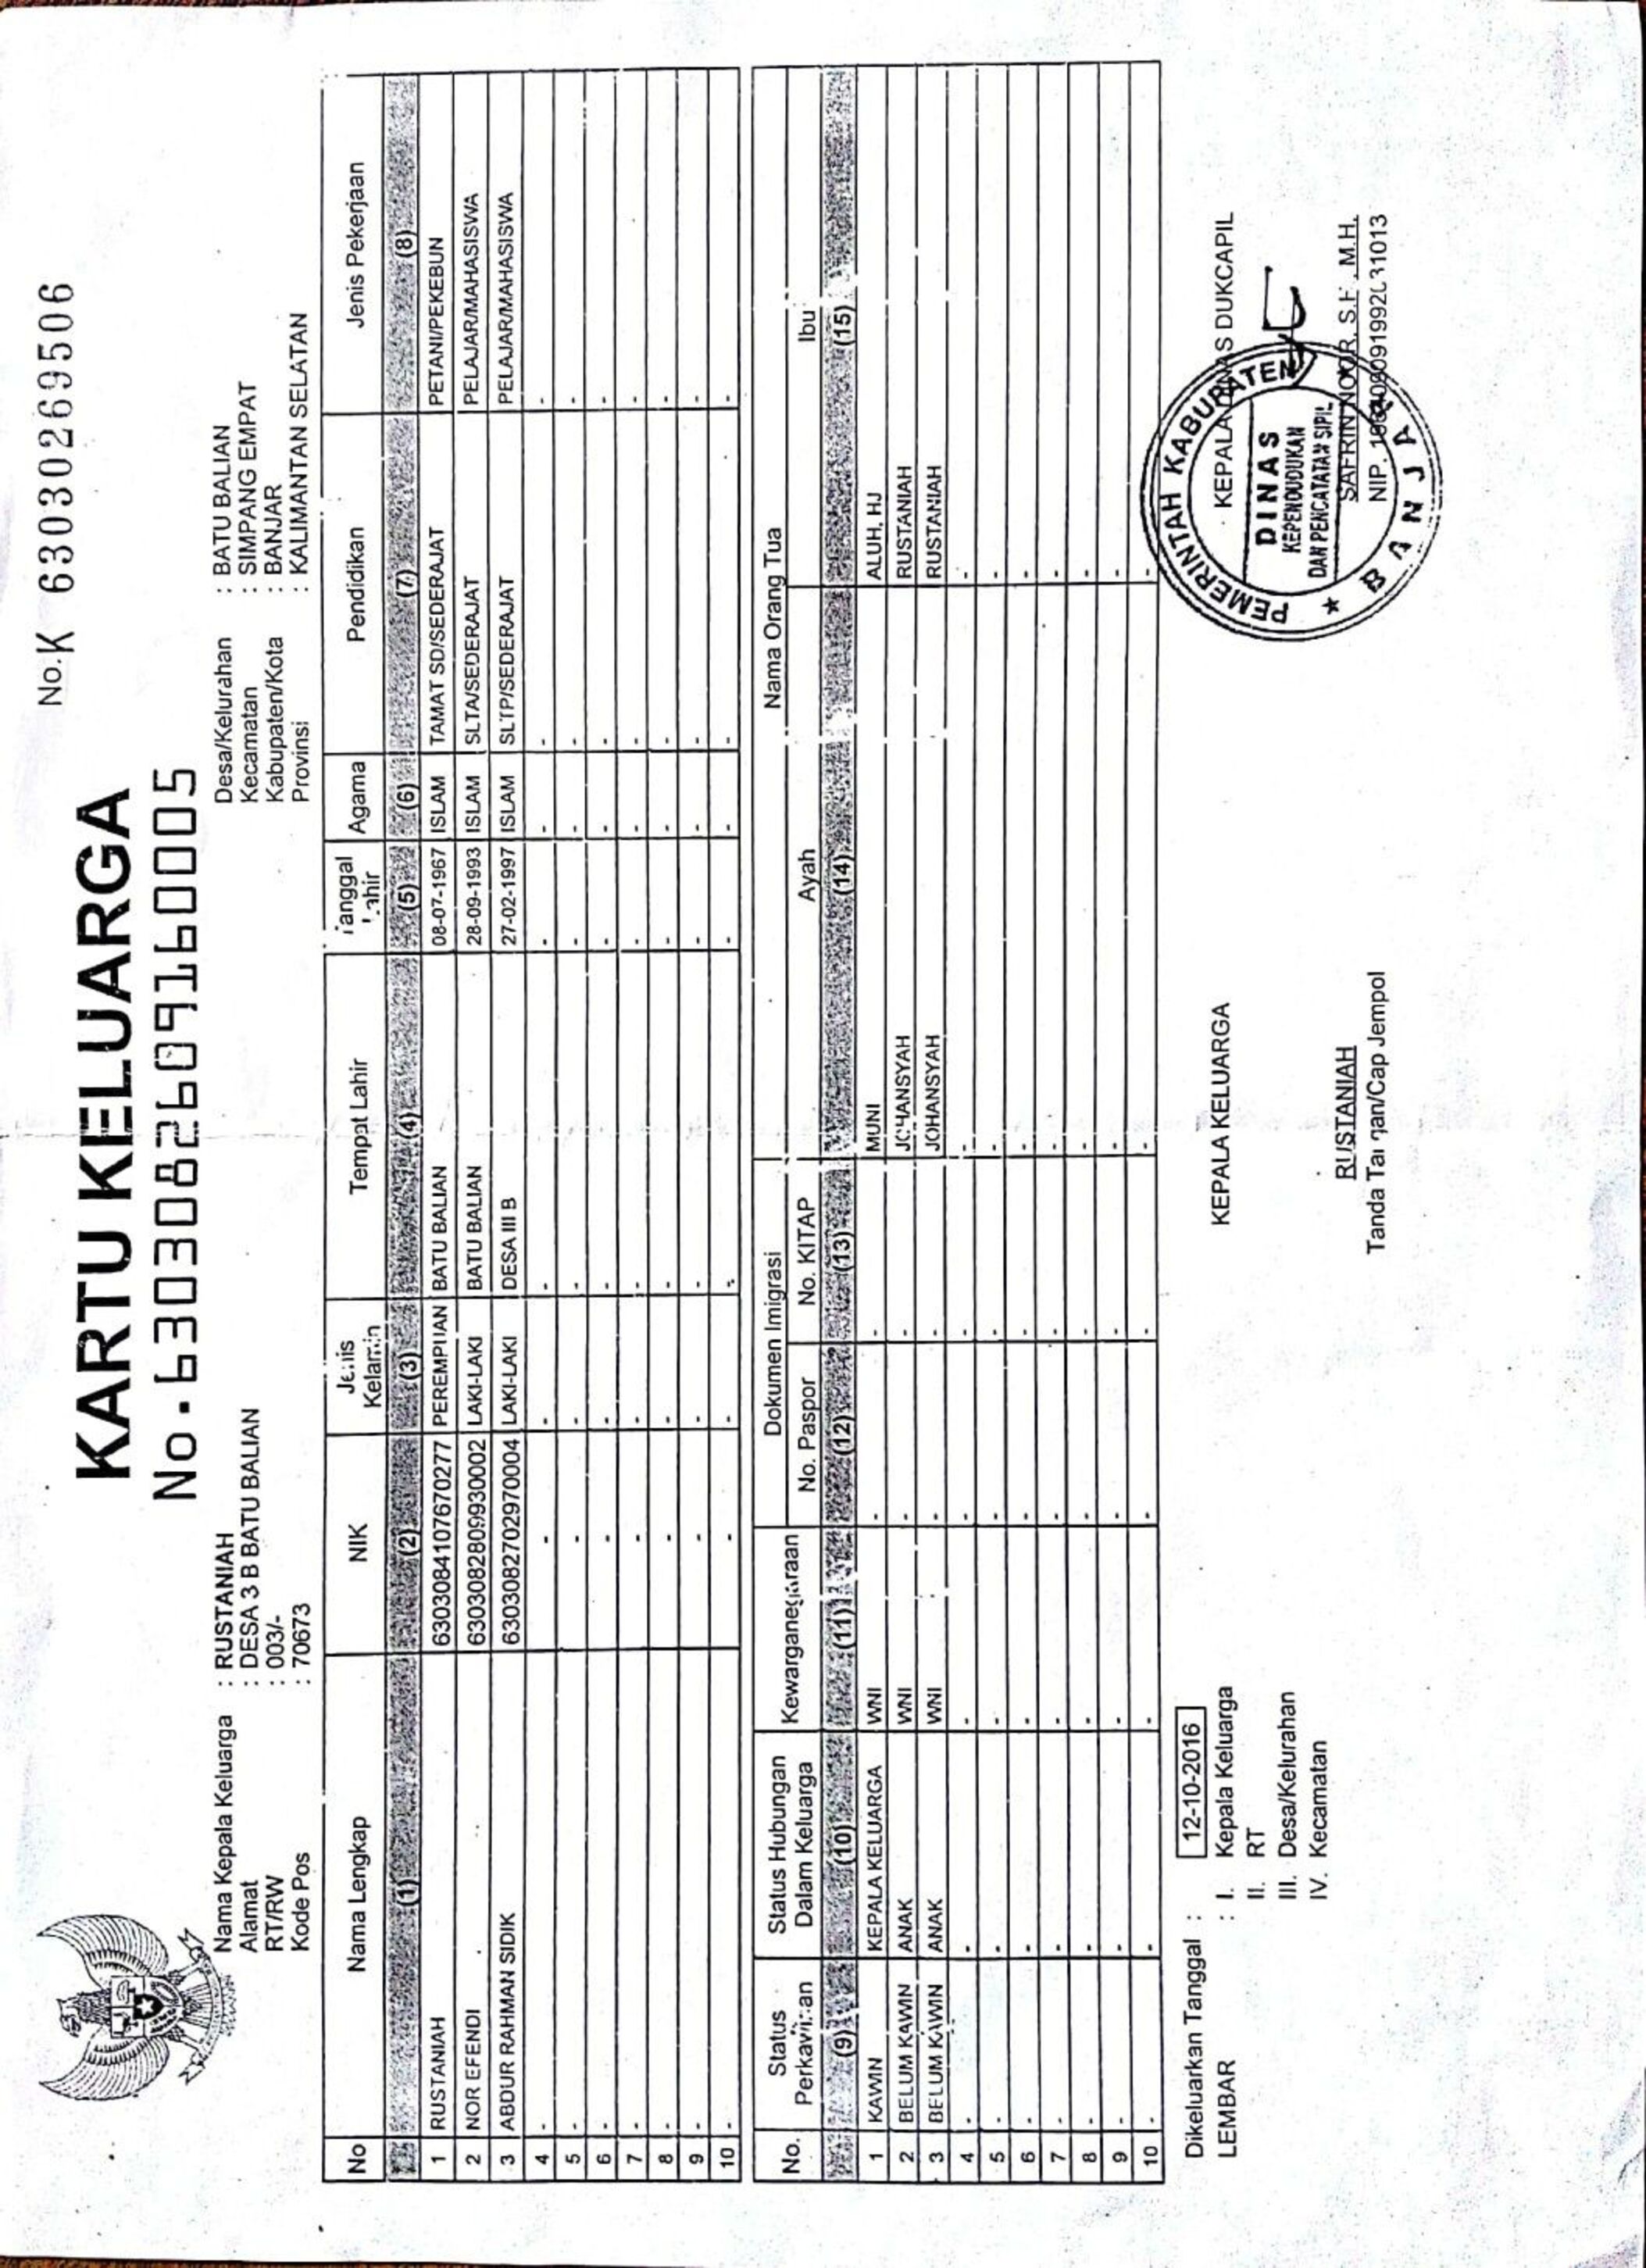 No. K 63030269506
KARTU KELUARGA
No. 6303082609160005
Nama Kepala Keluarga : RUSTANIAH
Alamat : DESA 3 B BATU BALIAN
RT/RW : 003/-
Kode Pos : 70673
Desa/Kelurahan : BATU BALIAN
Kecamatan : SIMPANG EMPAT
Kabupaten/Kota : BANJAR
Provinsi : KALIMANTAN SELATAN
No Nama Lengkap NIK Jenis Kelamin Tempat Lahir Tanggal Lahir Agama Pendidikan Jenis Pekerjaan
(1) (2) (3) (4) (5) (6) (7) (8)
1 RUSTANIAH 6303084107670277 PEREMPUAN BATU BALIAN 08-07-1967 ISLAM TAMAT SD/SEDERAJAT PETANI/PEKEBUN
2 NOR EFENDI 6303082809930002 LAKI-LAKI BATU BALIAN 28-09-1993 ISLAM SLTA/SEDERAJAT PELAJAR/MAHASISWA
3 ABDUR RAHMAN SIDIK 6303082702970004 LAKI-LAKI DESA III B 27-02-1997 ISLAM SLTP/SEDERAJAT PELAJAR/MAHASISWA
4 - - - - - - - -
5 - - - - - - - -
6 - - - - - - - -
7 - - - - - - - -
8 - - - - - - - -
9 - - - - - - - -
10 - - - - - - - -
No. Status Perkawinan Status Hubungan Dalam Keluarga Kewarganegaraan Dokumen Imigrasi Nama Orang Tua
No. Paspor No. KITAP Ayah Ibu
(9) (10) (11) (12) (13) (14) (15)
1 KAWIN KEPALA KELUARGA WNI - - MUNI ALUH, HJ
2 BELUM KAWIN ANAK WNI - - JOHANSYAH RUSTANIAH
3 BELUM KAWIN ANAK WNI - - JOHANSYAH RUSTANIAH
4 - - - - - - -
5 - - - - - - -
6 - - - - - - -
7 - - - - - - -
8 - - - - - - -
9 - - - - - - -
10 - - - - - - -
Dikeluarkan Tanggal : 12-10-2016
LEMBAR : I. Kepala Keluarga
II. RT
III. Desa/Kelurahan
IV. Kecamatan
KEPALA KELUARGA
RUSTANIAH
Tanda Tangan/Cap Jempol
KEPALA DINAS DUKCAPIL
PEMERINTAH KABUPATEN
DINAS
KEPENDUDUKAN
DAN PENCATATAN SIPIL
BANJAR
SAFRIN NOOR, S.H., M.H.
NIP.